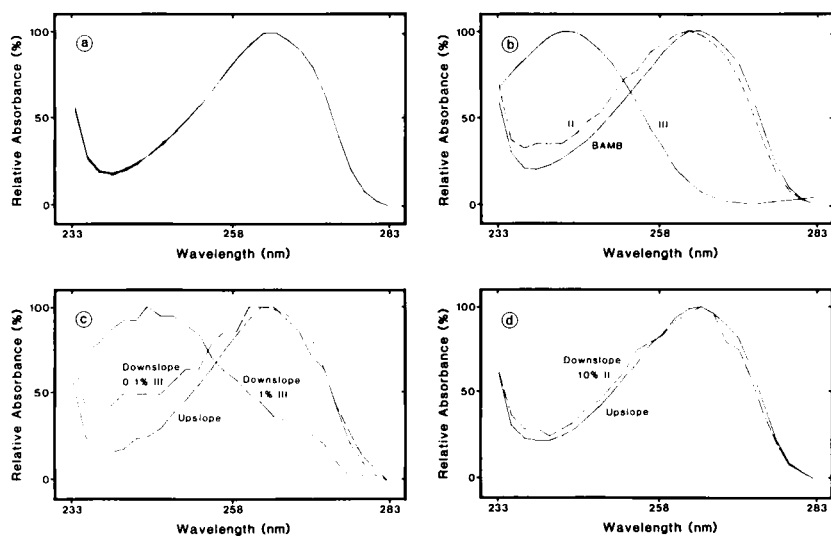 a
Relative Absorbance (%)
100
50
0
233
258
283
Wavelength (nm)
b
Relative Absorbance (%)
100
50
0
II
III
BAMB
233
258
283
Wavelength (nm)
c
Relative Absorbance (%)
100
50
0
Downslope
0.1% III
Downslope
1% III
Upslope
233
258
283
Wavelength (nm)
d
Relative Absorbance (%)
100
50
0
Downslope
10% II
Upslope
233
258
283
Wavelength (nm)